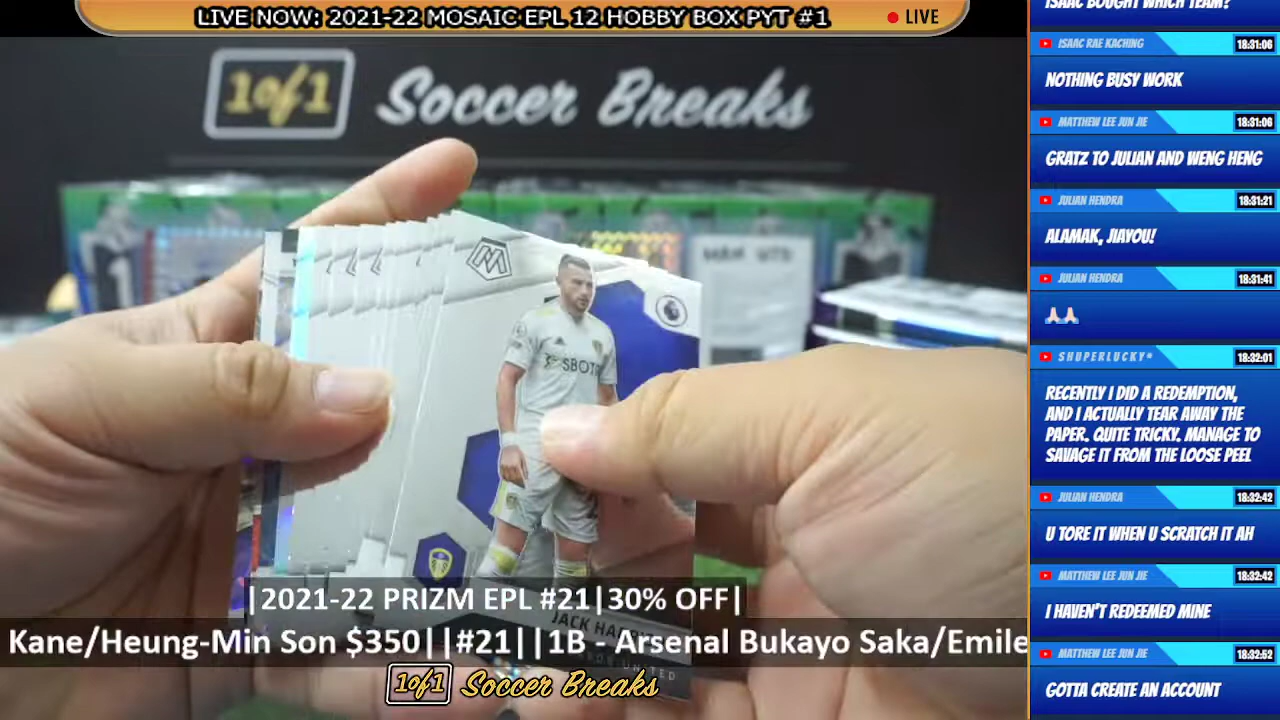 LIVE NOW: 2021-22 MOSAIC EPL 12 HOBBY BOX PYT #1
LIVE
1of1 Soccer Breaks
MAN UTD
SBOT
JACK HAR
UNITED
|2021-22 PRIZM EPL #21|30% OFF|
Kane/Heung-Min Son $350||#21||1B - Arsenal Bukayo Saka/Emile
1of1 Soccer Breaks
ISAAC BOUGHT WHICH TEAM?
ISAAC RAE KACHING 18:31:06
NOTHING BUSY WORK
MATTHEW LEE JUN JIE 18:31:06
GRATZ TO JULIAN AND WENG HENG
JULIAN HENDRA 18:31:21
ALAMAK, JIAYOU!
JULIAN HENDRA 18:31:41
🙏🏻🙏🏻
SHUPERLUCKY* 18:32:01
RECENTLY I DID A REDEMPTION,
AND I ACTUALLY TEAR AWAY THE
PAPER. QUITE TRICKY. MANAGE TO
SAVAGE IT FROM THE LOOSE PEEL
JULIAN HENDRA 18:32:42
U TORE IT WHEN U SCRATCH IT AH
MATTHEW LEE JUN JIE 18:32:42
I HAVEN'T REDEEMED MINE
MATTHEW LEE JUN JIE 18:32:52
GOTTA CREATE AN ACCOUNT